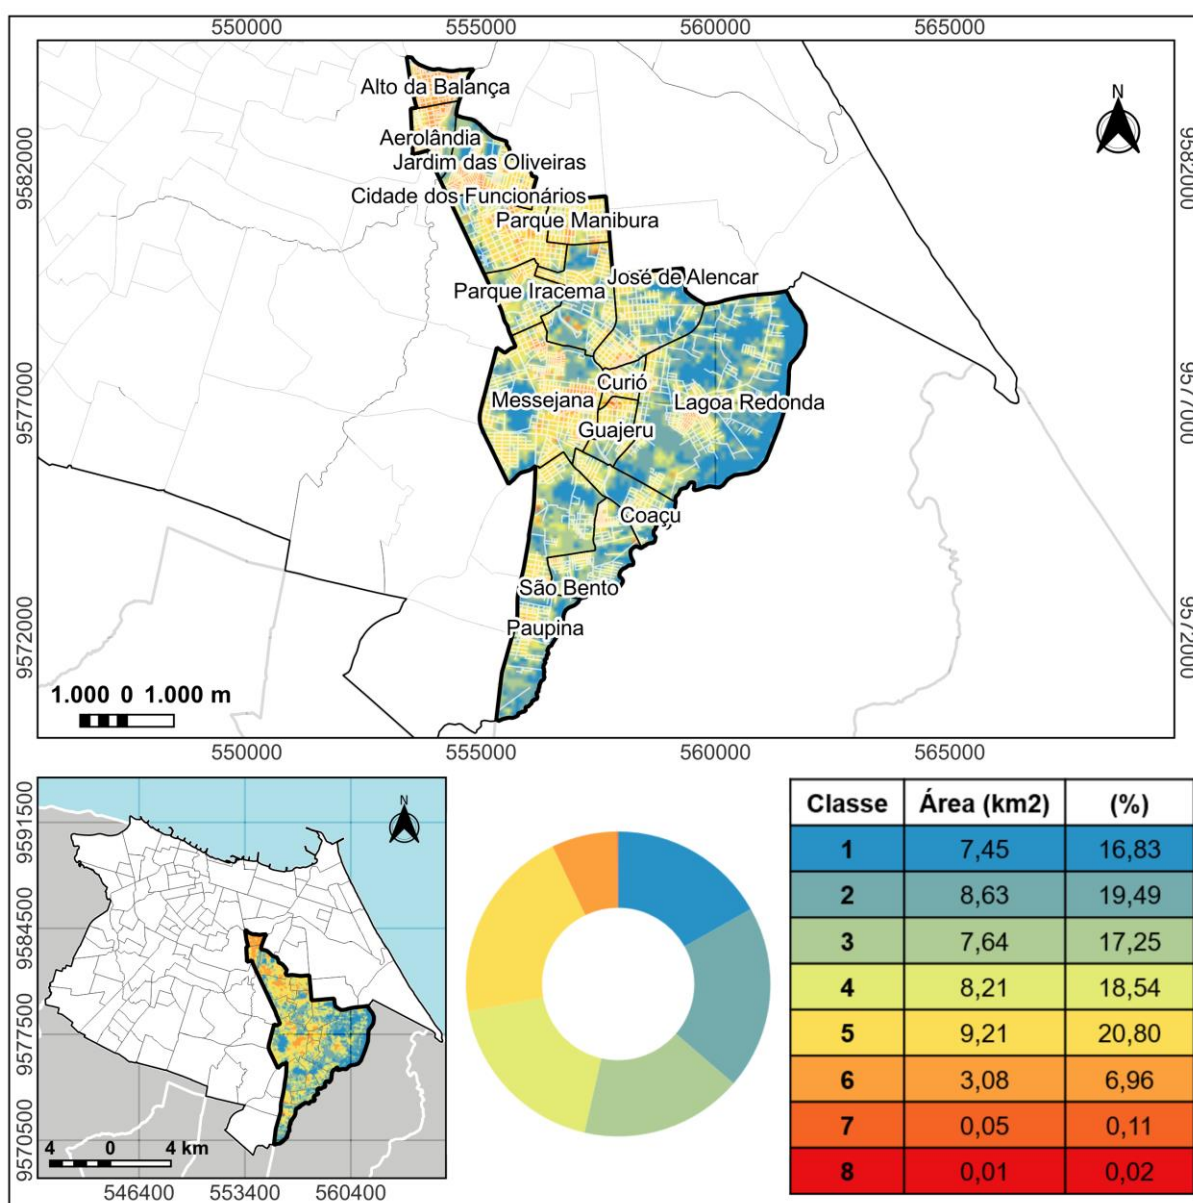 550000 555000 560000 565000
N
Alto da Balança
Aerolândia
Jardim das Oliveiras
Cidade dos Funcionários
Parque Manibura
José de Alencar
Parque Iracema
Curió
Messejana
Lagoa Redonda
Guajeru
Coaçu
São Bento
Paupina
9582000
9577000
9572000
9582000
9577000
9572000
1.000 0 1.000 m
550000 555000 560000 565000
N
9591500
9584500
9577500
9570500
4 0 4 km
546400 553400 560400
Classe Área (km2) (%)
1 7,45 16,83
2 8,63 19,49
3 7,64 17,25
4 8,21 18,54
5 9,21 20,80
6 3,08 6,96
7 0,05 0,11
8 0,01 0,02